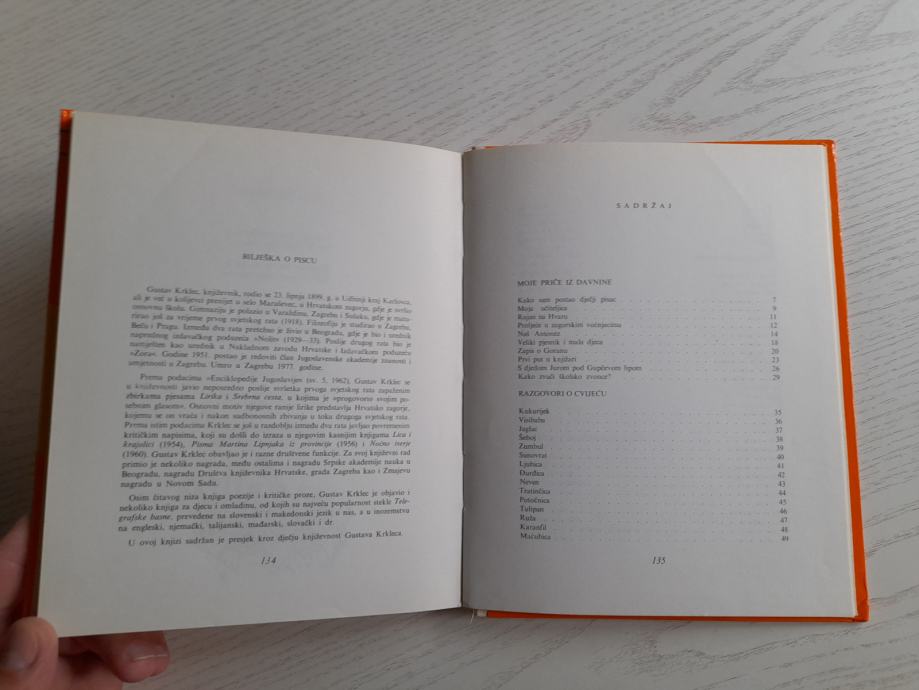 BILJEŠKA O PISCU
Gustav Krklec, književnik, rodio se 23. lipnja 1899. g. u Udbinji kraj Karlovca,
ali je već u kolijevci prenijet u selo Maruševec, u Hrvatskom zagorju, gdje je svršio
osnovnu školu. Gimnaziju je polazio u Varaždinu, Zagrebu i Sušaku, gdje je matu-
rirao još za vrijeme prvog svjetskog rata (1918). Filozofiju je studirao u Zagrebu,
Beču i Pragu. Između dva rata pretežno je živio u Beogradu, gdje je bio i urednik
naprednog izdavačkog poduzeća »Nolit« (1929—33). Poslije drugog rata bio je
namješten kao urednik u Nakladnom zavodu Hrvatske i Izdavačkom poduzeću
»Zora«. Godine 1951. postao je redoviti član Jugoslavenske akademije znanosti i
umjetnosti u Zagrebu. Umro u Zagrebu 1977. godine.
Prema podacima »Enciklopedije Jugoslavije« (sv. 5, 1962), Gustav Krklec se
u književnosti javio neposredno poslije svršetka prvoga svjetskog rata zapaženim
zbirkama pjesama Lirika i Srebrna cesta, u kojima je »progovorio svojim po-
sebnim glasom«. Osnovni motiv njegove ranije lirike predstavlja Hrvatsko zagorje,
kojemu se on vraća i nakon sudbonosnih zbivanja u toku drugoga svjetskog rata.
Prema istim podacima Krklec se još u razdoblju između dva rata javlja povremenim
kritičkim napisima, koji su došli do izraza u njegovim kasnijim knjigama Lica i
krajolici (1954), Pisma Martina Lipnjaka iz provincije (1956) i Noćno iverje
(1960). Gustav Krklec obavljao je i razne društvene funkcije. Za svoj književni rad
primio je nekoliko nagrada, među ostalima i nagradu Srpske akademije nauka u
Beogradu, nagradu Društva književnika Hrvatske, grada Zagreba kao i Zmajevu
nagradu u Novom Sadu.
Osim čitavog niza knjiga poezije i kritičke proze, Gustav Krklec je objavio i
nekoliko knjiga za djecu i omladinu, od kojih su najveću popularnost stekle Tele-
grafske basne, prevedene na slovenski i makedonski jezik u nas, a u inozemstvu
na engleski, njemački, talijanski, mađarski, slovački i dr.
U ovoj knjizi sadržan je presjek kroz dječju književnost Gustava Krkleca.
134
SADRŽAJ
MOJE PRIČE IZ DAVNINE
Kako sam postao dječji pisac 7
Moja učiteljica 9
Rajan na Hvaru 11
Proljeće u zagorskim voćnjacima 12
Naš Antontz 14
Veliki pjesnik i mala djeca 18
Zapis o Goranu 20
Prvi put u knjižari 23
S dječjom Jurom pod Gupčevom lipom 26
Kako zvuči školsko zvonce? 29
RAZGOVORI O CVIJEĆU
Kukurijek 35
Visibaba 36
Jaglac 37
Šeboj 38
Zumbul 39
Sunovrat 40
Ljubica 41
Đurđica 42
Neven 43
Tratinčica 44
Potočnica 45
Tulipan 46
Ruža 47
Karanfil 48
Maćuhica 49
135